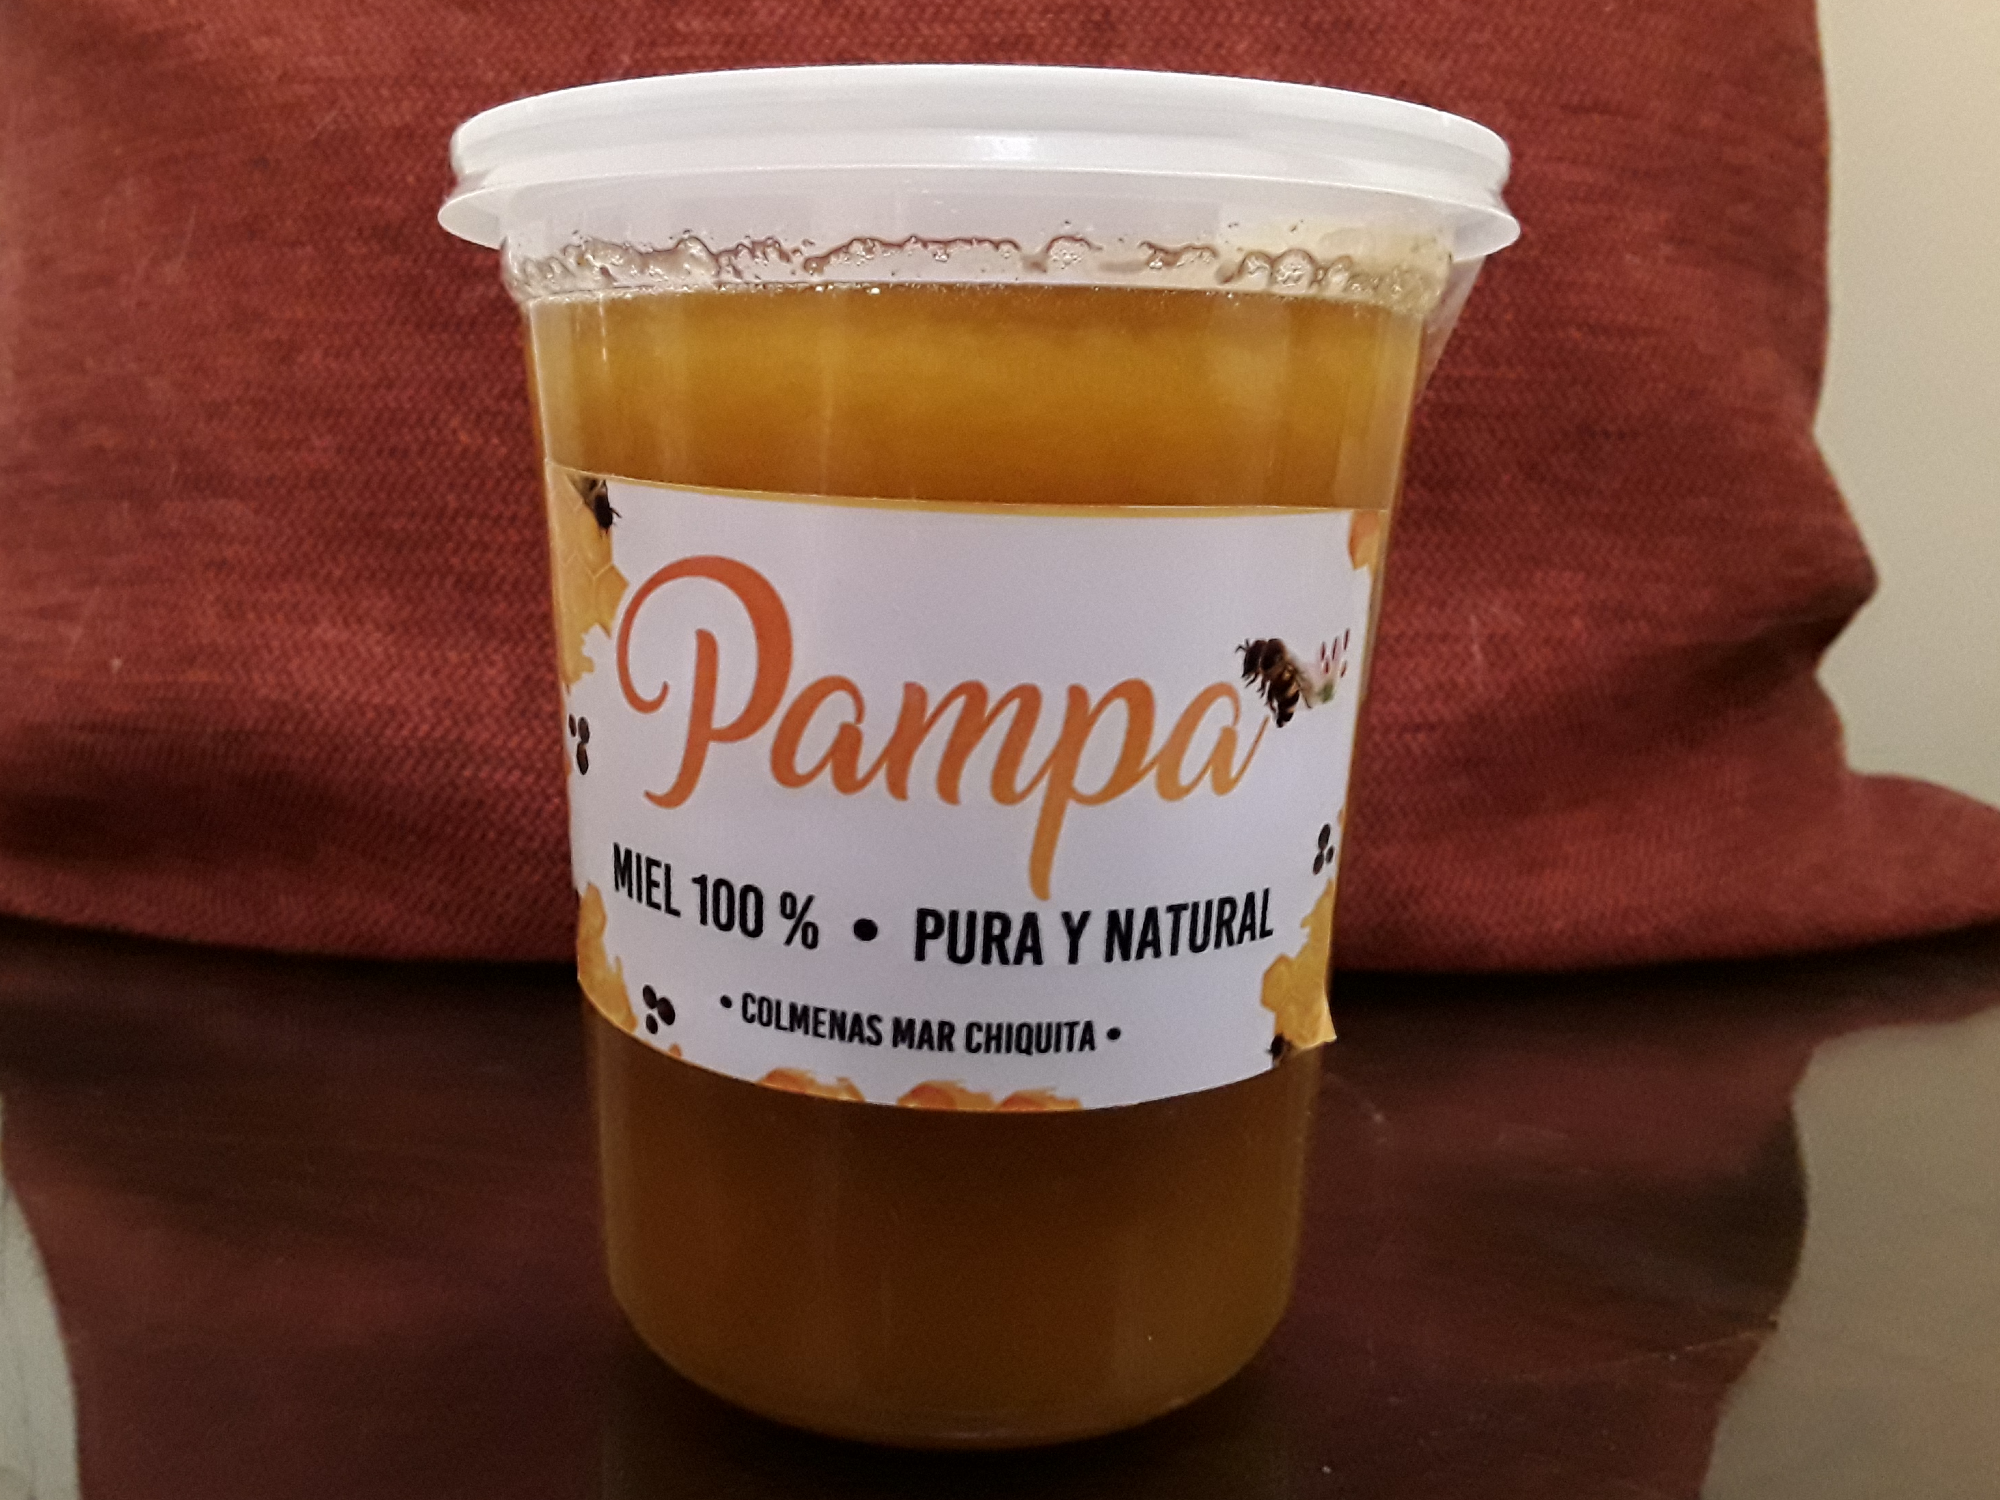 Pampa
MIEL 100 % • PURA Y NATURAL
• COLMENAS MAR CHIQUITA •